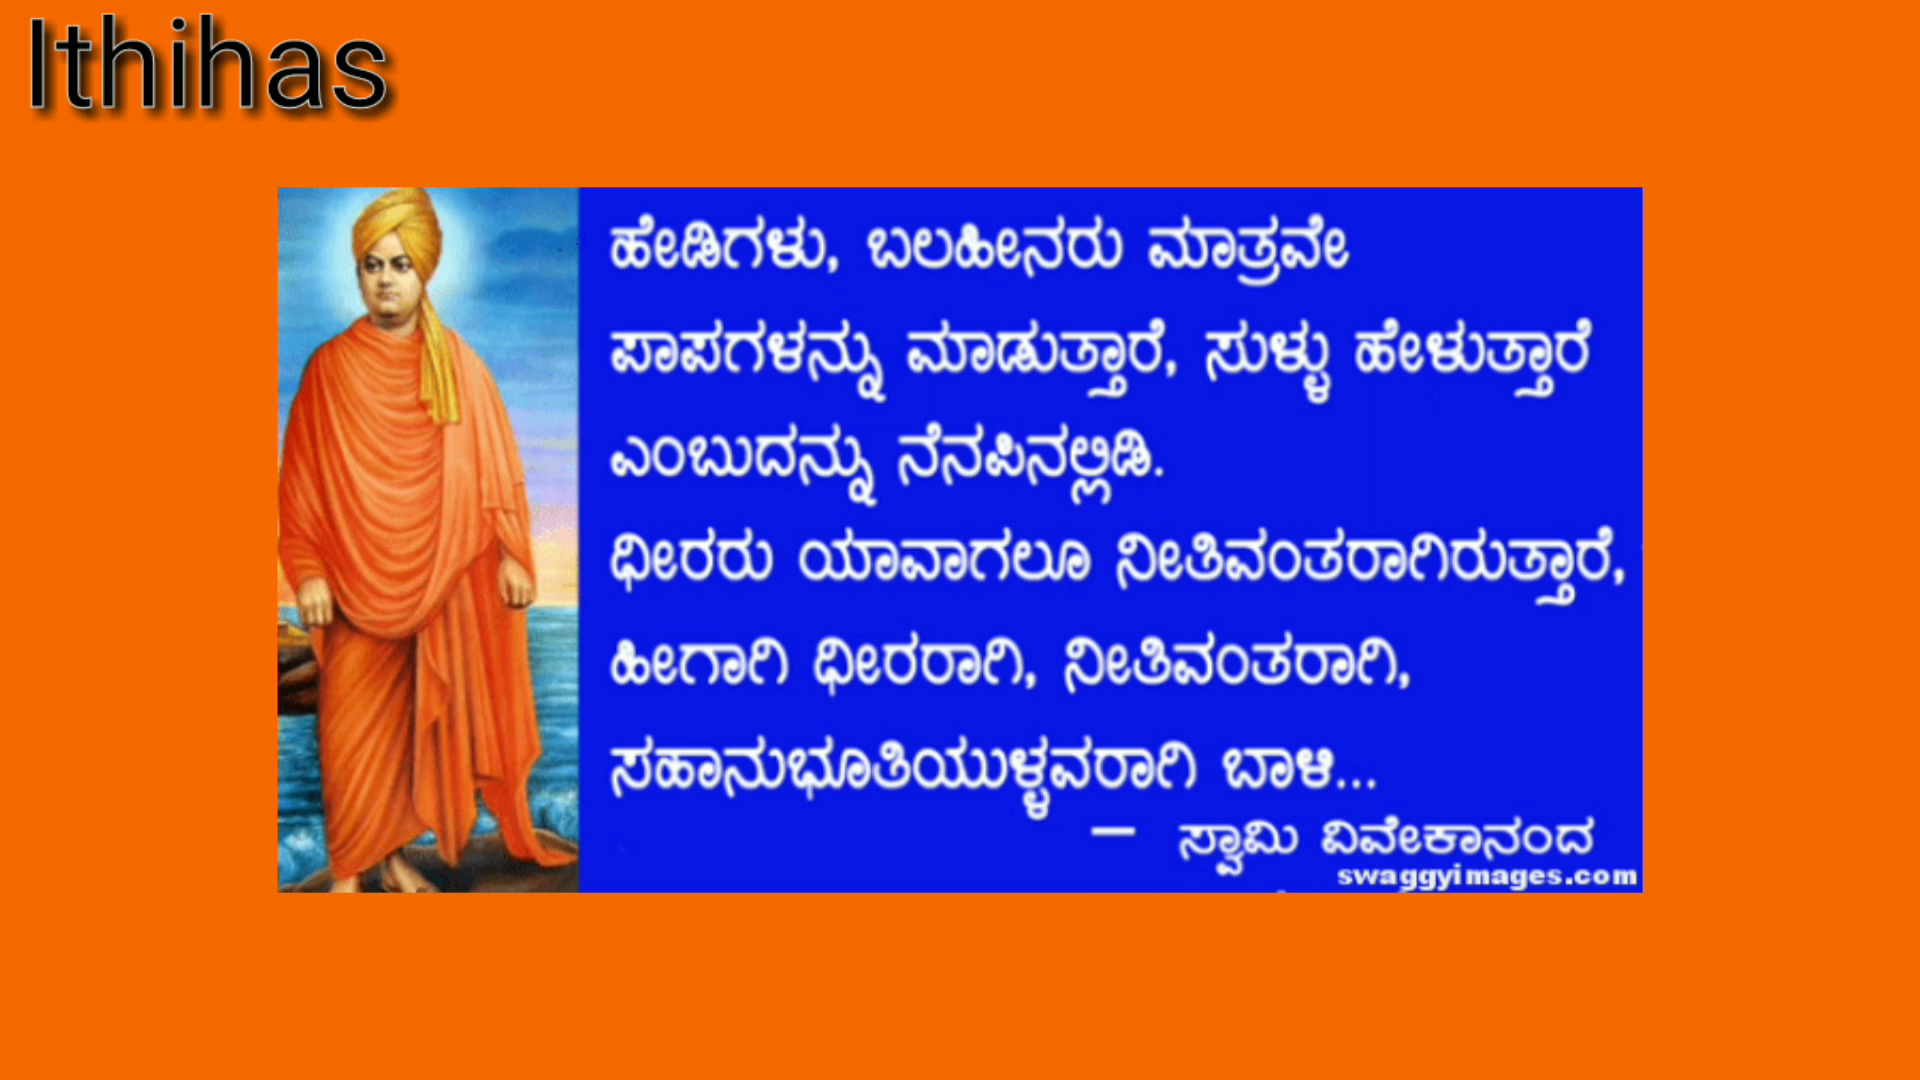 Ithihas
ಹೇಡಿಗಳು, ಬಲಹೀನರು ಮಾತ್ರವೇ
ಪಾಪಗಳನ್ನು ಮಾಡುತ್ತಾರೆ, ಸುಳ್ಳು ಹೇಳುತ್ತಾರೆ
ಎಂಬುದನ್ನು ನೆನಪಿನಲ್ಲಿಡಿ.
ಧೀರರು ಯಾವಾಗಲೂ ನೀತಿವಂತರಾಗಿರುತ್ತಾರೆ,
ಹೀಗಾಗಿ ಧೀರರಾಗಿ, ನೀತಿವಂತರಾಗಿ,
ಸಹಾನುಭೂತಿಯುಳ್ಳವರಾಗಿ ಬಾಳಿ...
– ಸ್ವಾಮಿ ವಿವೇಕಾನಂದ
swaggyimages.com